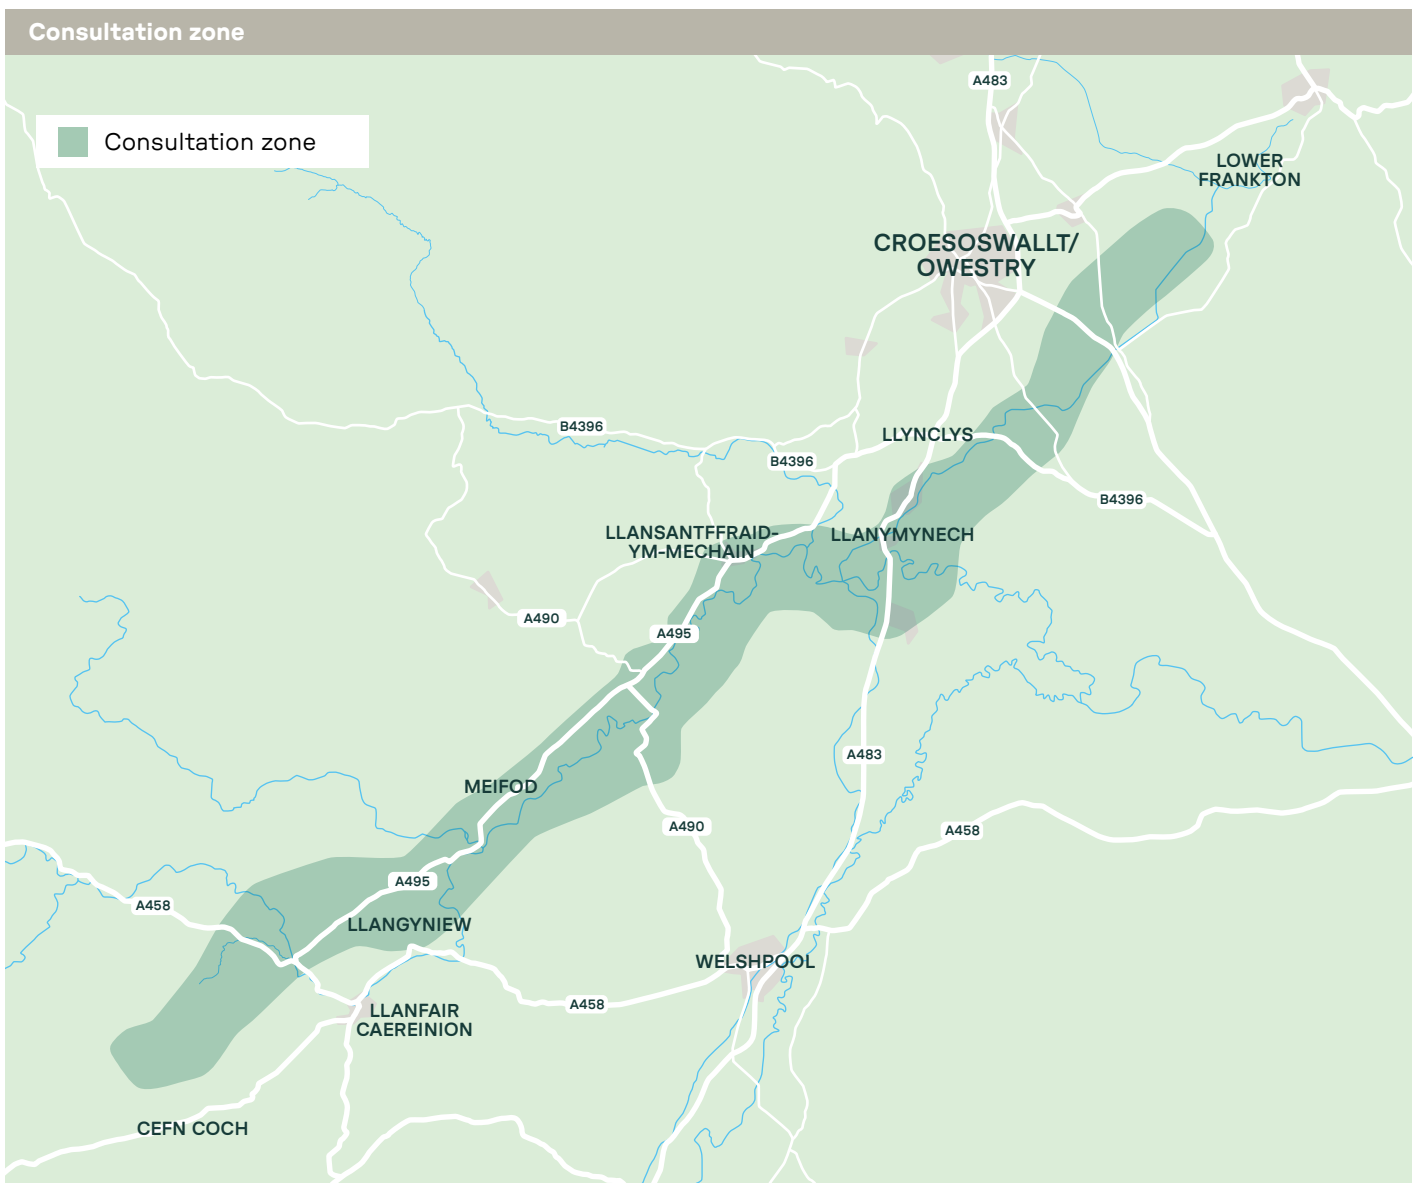 Consultation zone
A483
Consultation zone
LOWER
FRANKTON
CROESOSWALLT/
OWESTRY
B4396
LLYNCLYS
B4396
B4396
LLANSANTFFRAID-
YM-MECHAIN
LLANYMYNECH
A490
A495
A483
MEIFOD
A490
A458
A495
A458
LLANGYNIEW
WELSHPOOL
A458
LLANFAIR
CAEREINION
CEFN COCH